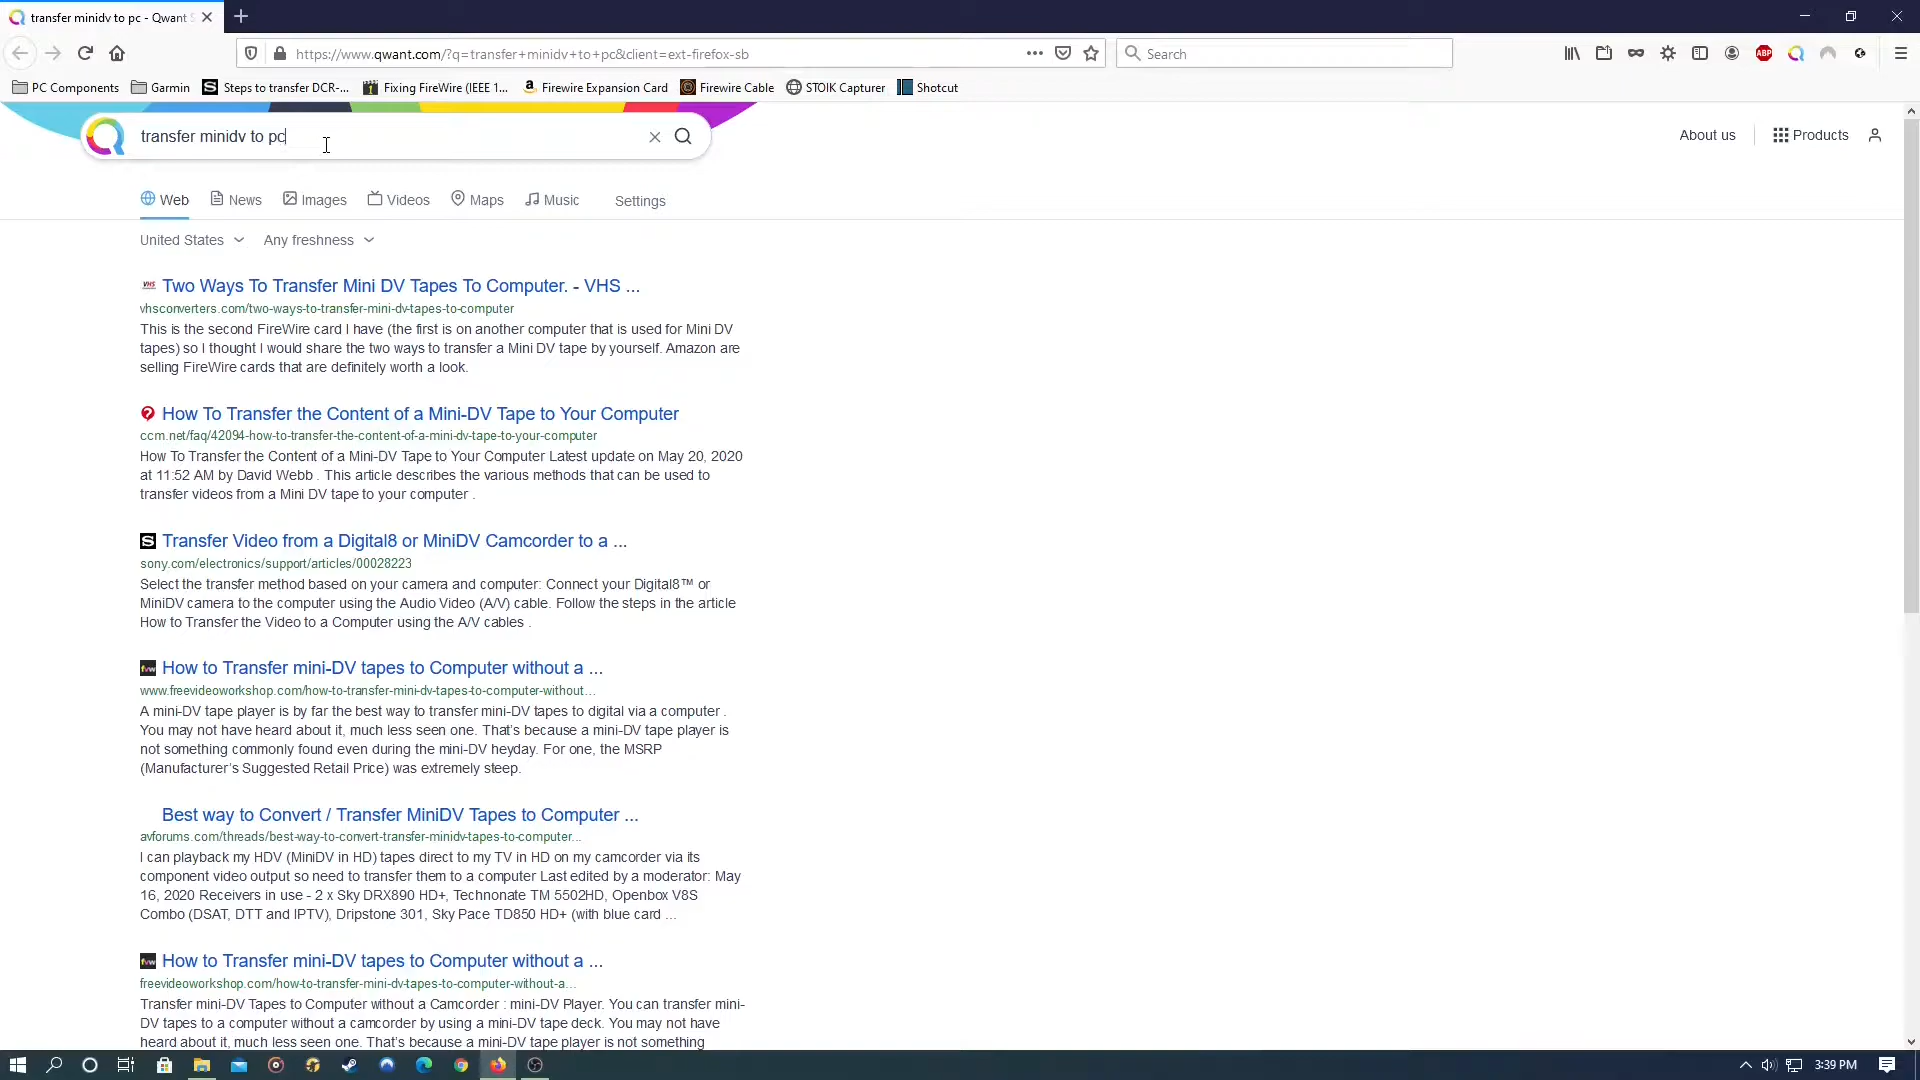 transfer minidv to pc - Qwant S
https://www.qwant.com/?q=transfer+minidv+to+pc&client=ext-firefox-sb
Search
ABP
PC Components
Garmin
Steps to transfer DCR-...
Fixing FireWire (IEEE 1...
Firewire Expansion Card
Firewire Cable
STOIK Capturer
Shotcut
transfer minidv to pc
About us
Products
Web
News
Images
Videos
Maps
Music
Settings
United States
Any freshness
VHS
Two Ways To Transfer Mini DV Tapes To Computer. - VHS ...
vhsconverters.com/two-ways-to-transfer-mini-dv-tapes-to-computer
This is the second FireWire card I have (the first is on another computer that is used for Mini DV
tapes) so I thought I would share the two ways to transfer a Mini DV tape by yourself. Amazon are
selling FireWire cards that are definitely worth a look.
How To Transfer the Content of a Mini-DV Tape to Your Computer
ccm.net/faq/42094-how-to-transfer-the-content-of-a-mini-dv-tape-to-your-computer
How To Transfer the Content of a Mini-DV Tape to Your Computer Latest update on May 20, 2020
at 11:52 AM by David Webb . This article describes the various methods that can be used to
transfer videos from a Mini DV tape to your computer .
S
Transfer Video from a Digital8 or MiniDV Camcorder to a ...
sony.com/electronics/support/articles/00028223
Select the transfer method based on your camera and computer: Connect your Digital8™ or
MiniDV camera to the computer using the Audio Video (A/V) cable. Follow the steps in the article
How to Transfer the Video to a Computer using the A/V cables .
fvw
How to Transfer mini-DV tapes to Computer without a ...
www.freevideoworkshop.com/how-to-transfer-mini-dv-tapes-to-computer-without...
A mini-DV tape player is by far the best way to transfer mini-DV tapes to digital via a computer .
You may not have heard about it, much less seen one. That's because a mini-DV tape player is
not something commonly found even during the mini-DV heyday. For one, the MSRP
(Manufacturer's Suggested Retail Price) was extremely steep.
Best way to Convert / Transfer MiniDV Tapes to Computer ...
avforums.com/threads/best-way-to-convert-transfer-minidv-tapes-to-computer...
I can playback my HDV (MiniDV in HD) tapes direct to my TV in HD on my camcorder via its
component video output so need to transfer them to a computer Last edited by a moderator: May
16, 2020 Receivers in use - 2 x Sky DRX890 HD+, Technonate TM 5502HD, Openbox V8S
Combo (DSAT, DTT and IPTV), Dripstone 301, Sky Pace TD850 HD+ (with blue card ...
fvw
How to Transfer mini-DV tapes to Computer without a ...
freevideoworkshop.com/how-to-transfer-mini-dv-tapes-to-computer-without-a...
Transfer mini-DV Tapes to Computer without a Camcorder : mini-DV Player. You can transfer mini-
DV tapes to a computer without a camcorder by using a mini-DV tape deck. You may not have
heard about it, much less seen one. That's because a mini-DV tape player is not something
3:39 PM